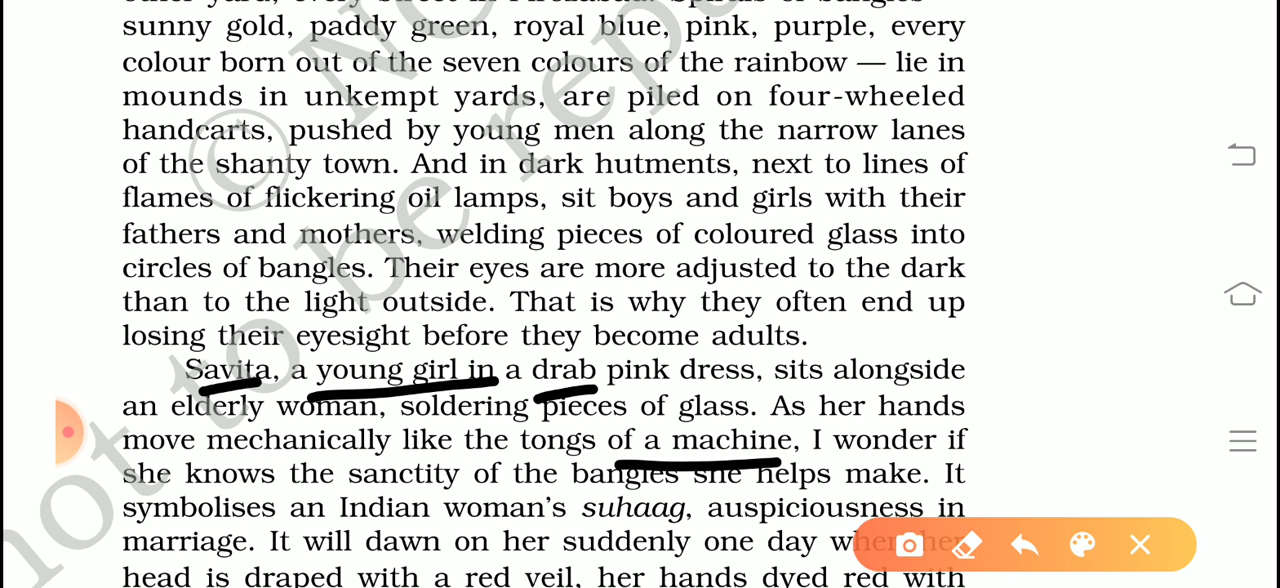 sunny gold, paddy green, royal blue, pink, purple, every
colour born out of the seven colours of the rainbow — lie in
mounds in unkempt yards, are piled on four-wheeled
handcarts, pushed by young men along the narrow lanes
of the shanty town. And in dark hutments, next to lines of
flames of flickering oil lamps, sit boys and girls with their
fathers and mothers, welding pieces of coloured glass into
circles of bangles. Their eyes are more adjusted to the dark
than to the light outside. That is why they often end up
losing their eyesight before they become adults.
Savita, a young girl in a drab pink dress, sits alongside
an elderly woman, soldering pieces of glass. As her hands
move mechanically like the tongs of a machine, I wonder if
she knows the sanctity of the bangles she helps make. It
symbolises an Indian woman's suhaag, auspiciousness in
marriage. It will dawn on her suddenly one day when her
head is draped with a red veil, her hands dyed red with
not to be rep